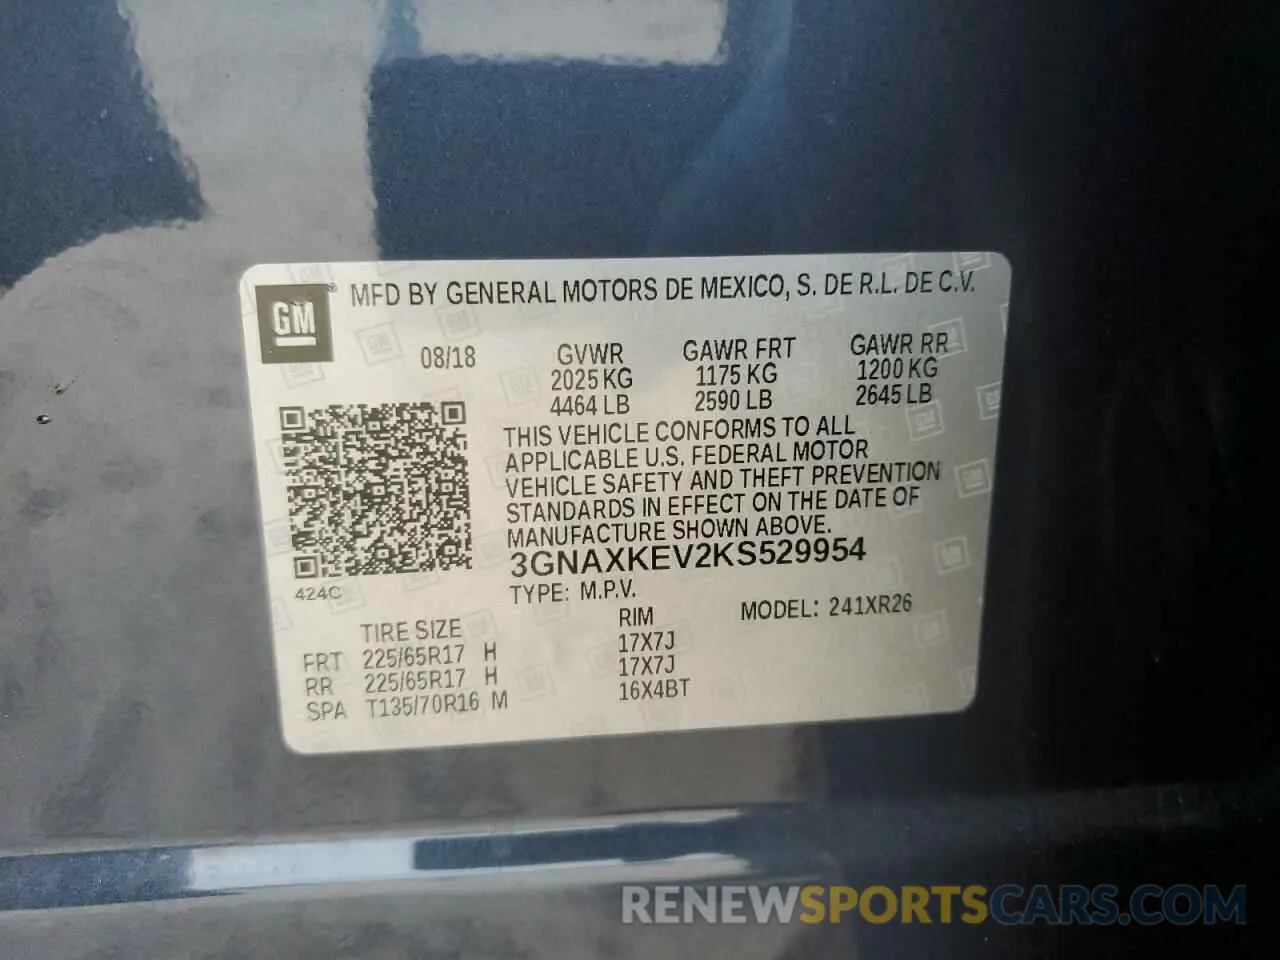 GM
® MFD BY GENERAL MOTORS DE MEXICO, S. DE R.L. DE C.V.
08/18 GVWR GAWR FRT GAWR RR
2025 KG 1175 KG 1200 KG
4464 LB 2590 LB 2645 LB
THIS VEHICLE CONFORMS TO ALL
APPLICABLE U.S. FEDERAL MOTOR
VEHICLE SAFETY AND THEFT PREVENTION
STANDARDS IN EFFECT ON THE DATE OF
MANUFACTURE SHOWN ABOVE.
3GNAXKEV2KS529954
424C
TYPE: M.P.V. MODEL: 241XR26
TIRE SIZE RIM
FRT 225/65R17 H 17X7J
RR 225/65R17 H 17X7J
SPA T135/70R16 M 16X4BT
RENEWSPORTSCARS.COM